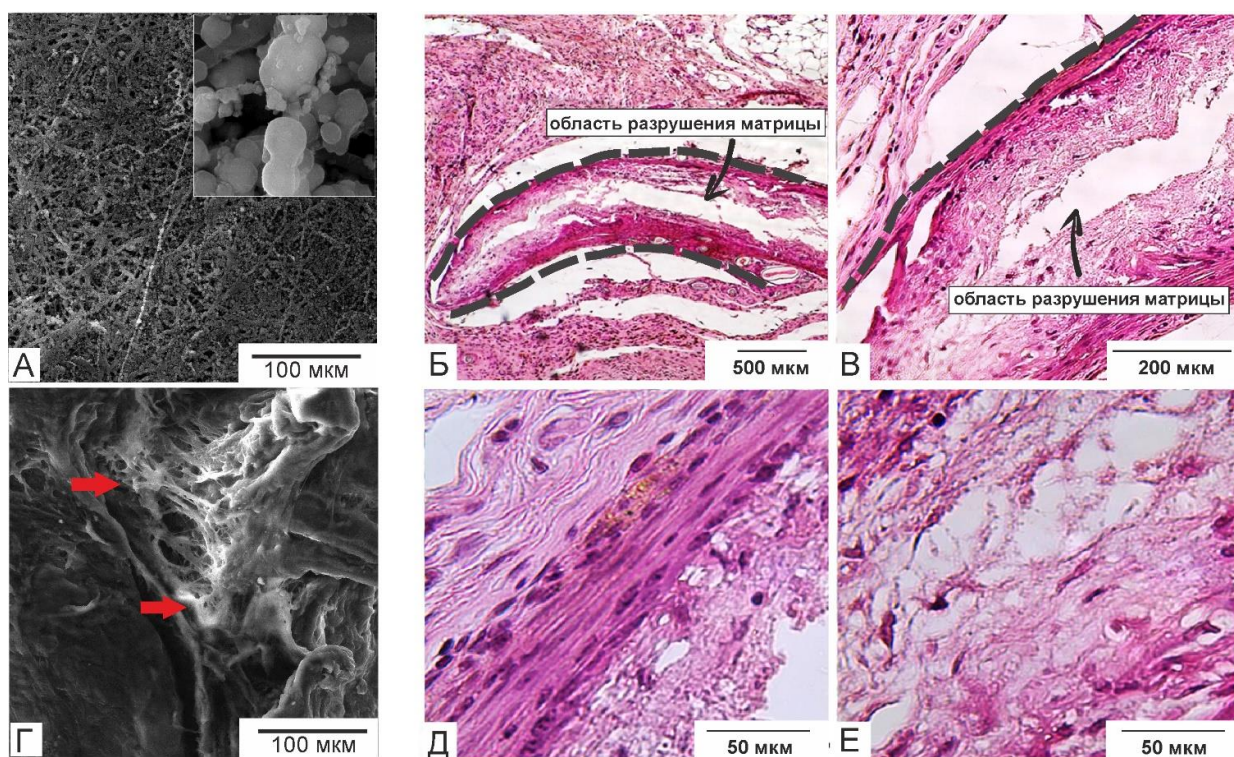 область разрушения матрицы
А
100 мкм
Б
500 мкм
область разрушения матрицы
В
200 мкм
Г
100 мкм
Д
50 мкм
Е
50 мкм